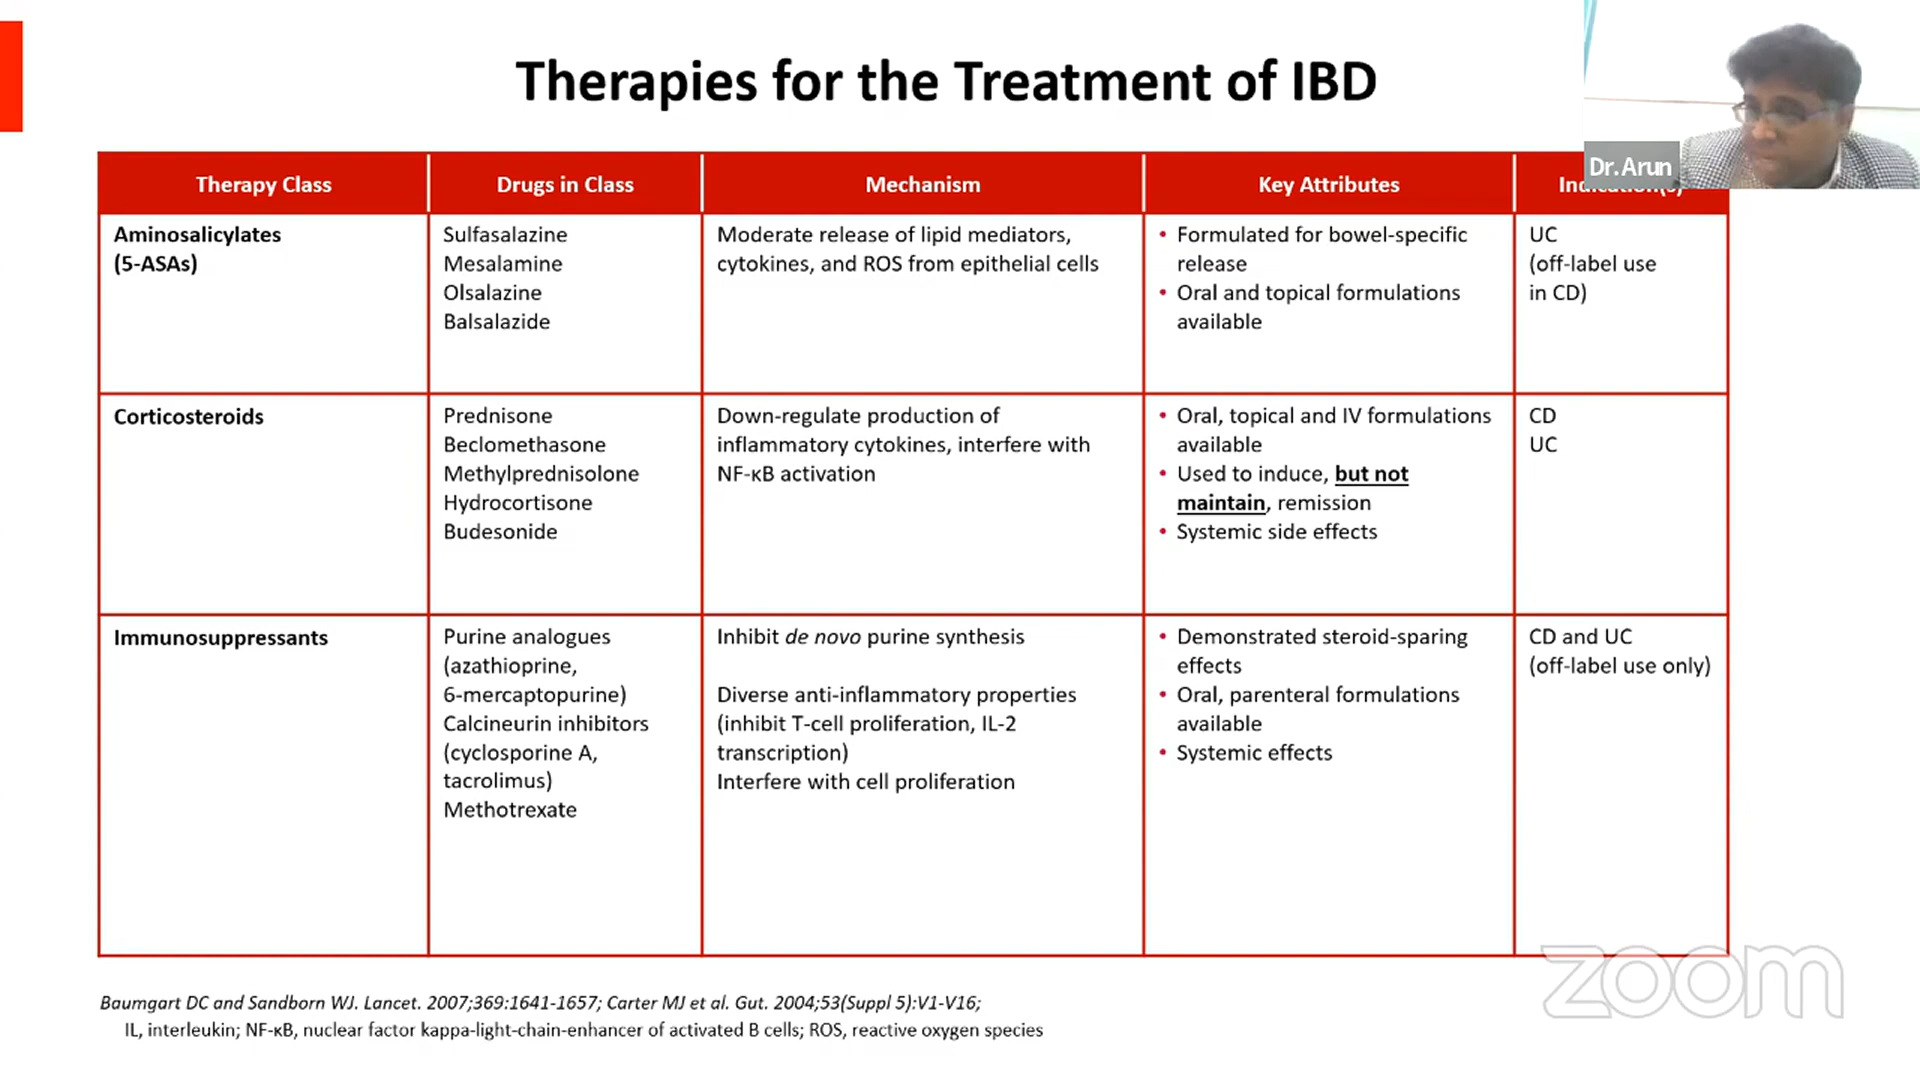 Therapies for the Treatment of IBD
Dr. Arun
Therapy Class
Drugs in Class
Mechanism
Key Attributes
Aminosalicylates
(5-ASAs)
Sulfasalazine
Mesalamine
Olsalazine
Balsalazide
Moderate release of lipid mediators,
cytokines, and ROS from epithelial cells
• Formulated for bowel-specific
release
• Oral and topical formulations
available
UC
(off-label use
in CD)
Corticosteroids
Prednisone
Beclomethasone
Methylprednisolone
Hydrocortisone
Budesonide
Down-regulate production of
inflammatory cytokines, interfere with
NF-κB activation
• Oral, topical and IV formulations
available
• Used to induce, but not
maintain, remission
• Systemic side effects
CD
UC
Immunosuppressants
Purine analogues
(azathioprine,
6-mercaptopurine)
Calcineurin inhibitors
(cyclosporine A,
tacrolimus)
Methotrexate
Inhibit de novo purine synthesis
Diverse anti-inflammatory properties
(inhibit T-cell proliferation, IL-2
transcription)
Interfere with cell proliferation
• Demonstrated steroid-sparing
effects
• Oral, parenteral formulations
available
• Systemic effects
CD and UC
(off-label use only)
zoom
Baumgart DC and Sandborn WJ. Lancet. 2007;369:1641-1657; Carter MJ et al. Gut. 2004;53(Suppl 5):V1-V16;
IL, interleukin; NF-κB, nuclear factor kappa-light-chain-enhancer of activated B cells; ROS, reactive oxygen species